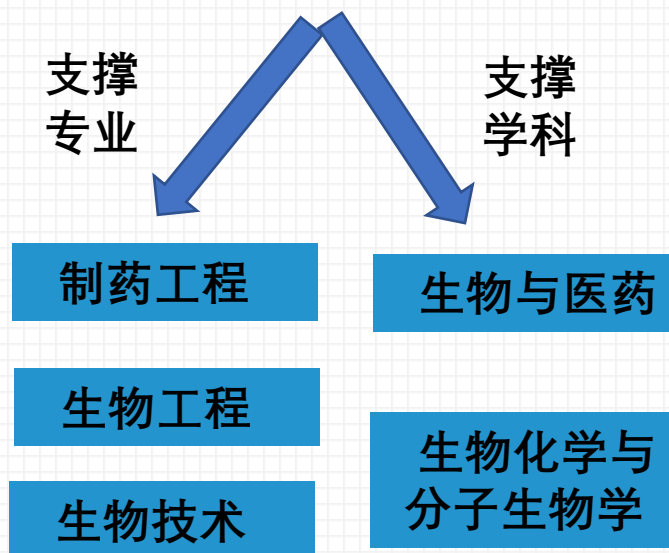 支撑
专业
支撑
学科
制药工程
生物与医药
生物工程
生物化学与
分子生物学
生物技术